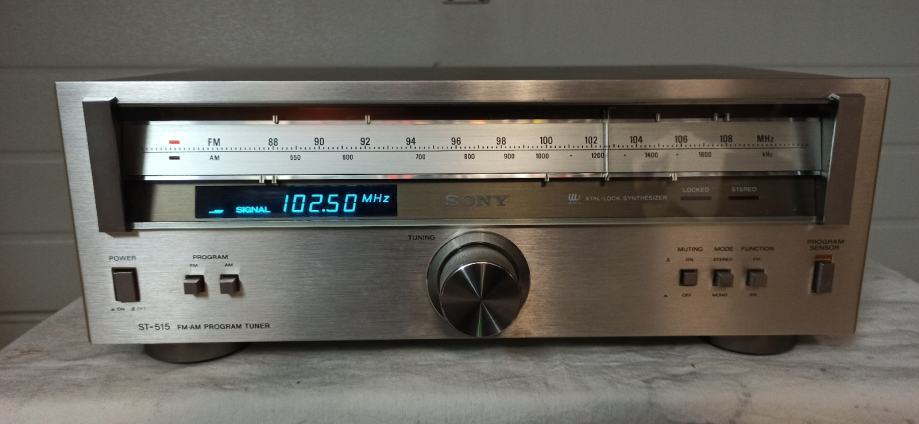 FM 88 90 92 94 96 98 100 102 104 106 108 MHz
AM 550 600 700 800 900 1000 1200 1400 1600 kHz
SIGNAL 102.50 MHz
SONY
XTAL-LOCK SYNTHESIZER
LOCKED STEREO
TUNING
POWER
PROGRAM
FM AM
MUTING MODE FUNCTION
ON STEREO FM
OFF MONO AM
PROGRAM
SENSOR
ON OFF
ST-515 FM-AM PROGRAM TUNER